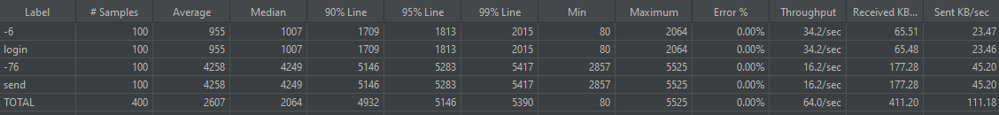 Label # Samples Average Median 90% Line 95% Line 99% Line Min Maximum Error % Throughput Received KB... Sent KB/sec
-6 100 955 1007 1709 1813 2015 80 2064 0.00% 34.2/sec 65.51 23.47
login 100 955 1007 1709 1813 2015 80 2064 0.00% 34.2/sec 65.48 23.46
-76 100 4258 4249 5146 5283 5417 2857 5525 0.00% 16.2/sec 177.28 45.20
send 100 4258 4249 5146 5283 5417 2857 5525 0.00% 16.2/sec 177.28 45.20
TOTAL 400 2607 2064 4932 5146 5390 80 5525 0.00% 64.0/sec 411.20 111.18